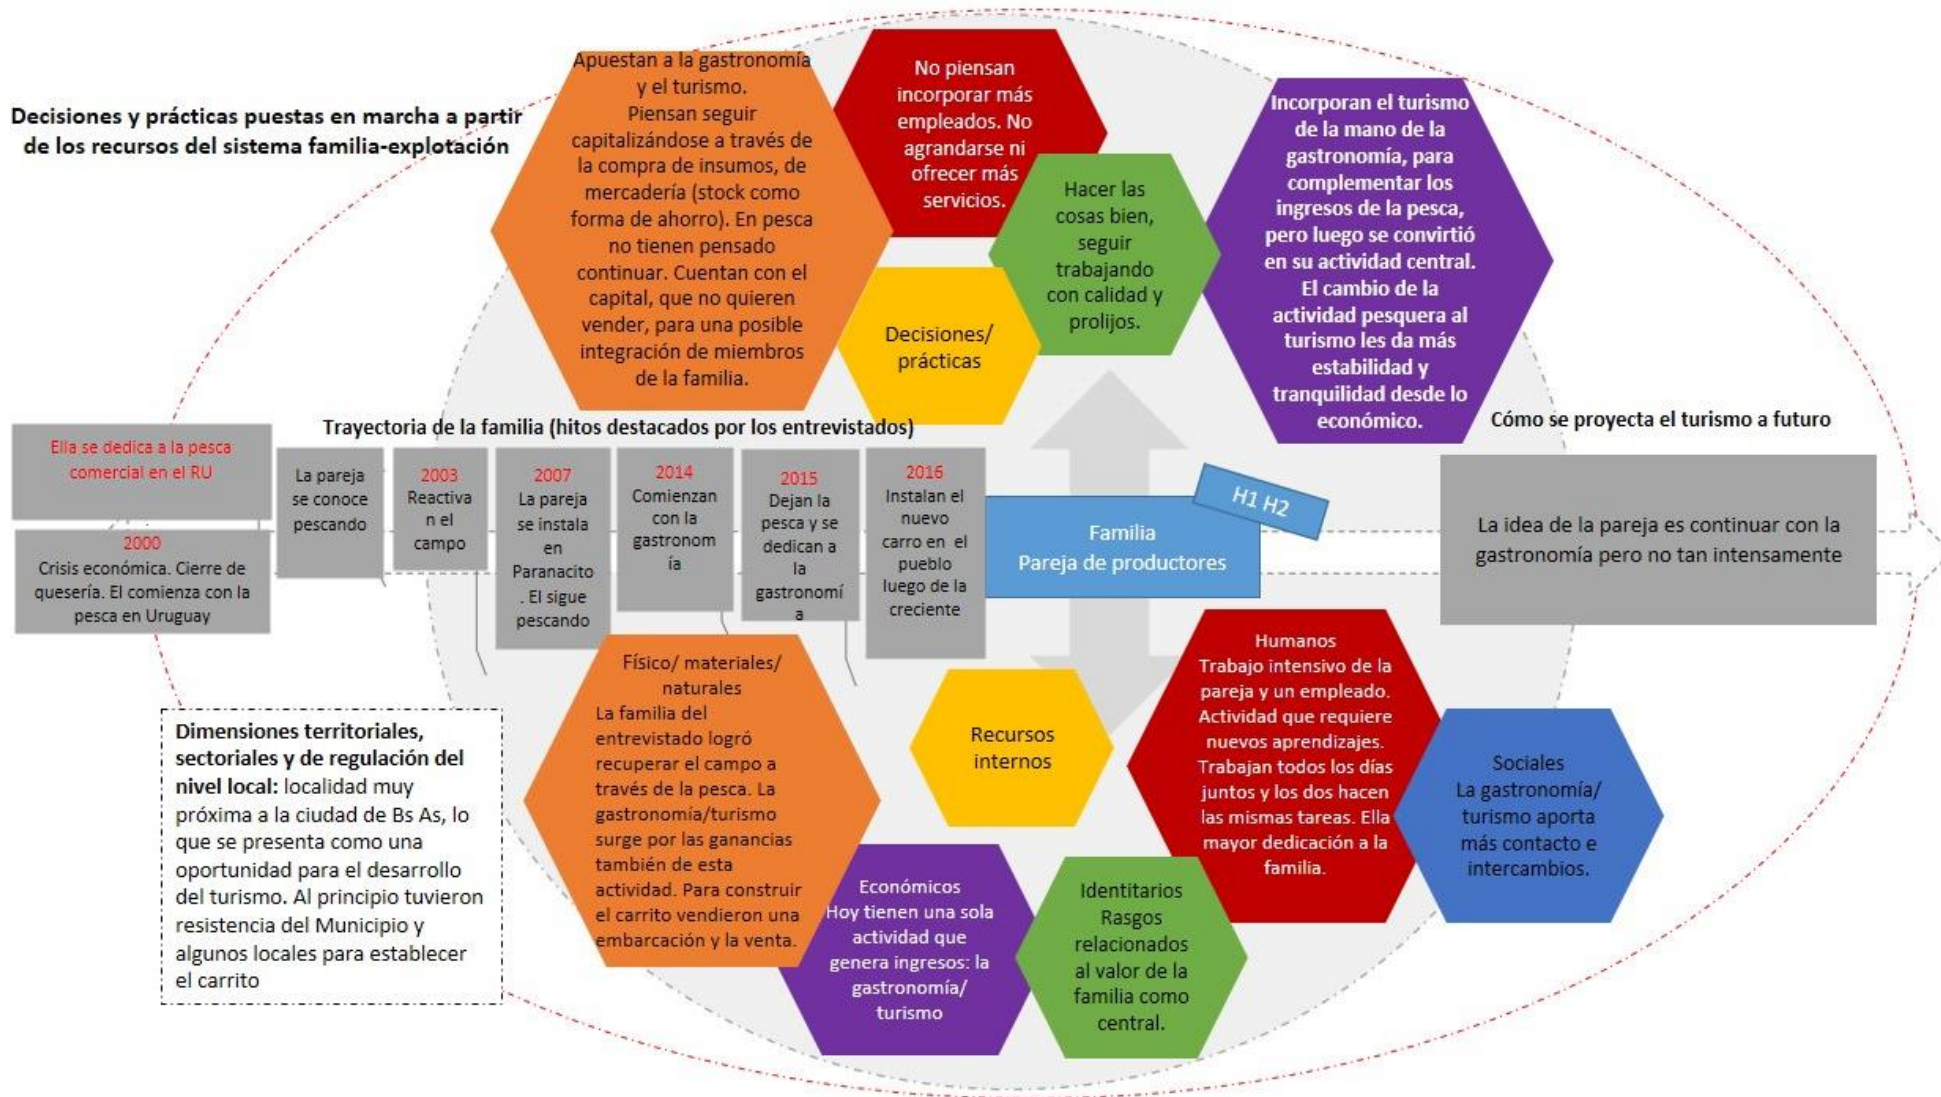 Decisiones y prácticas puestas en marcha a partir
de los recursos del sistema familia-explotación
Apuestan a la gastronomía
y el turismo.
Piensan seguir
capitalizándose a través de
la compra de insumos, de
mercadería (stock como
forma de ahorro). En pesca
no tienen pensado
continuar. Cuentan con el
capital, que no quieren
vender, para una posible
integración de miembros
de la familia.
No piensan
incorporar más
empleados. No
agrandarse ni
ofrecer más
servicios.
Hacer las
cosas bien,
seguir
trabajando
con calidad y
prolijos.
Incorporan el turismo
de la mano de la
gastronomía, para
complementar los
ingresos de la pesca,
pero luego se convirtió
en su actividad central.
El cambio de la
actividad pesquera al
turismo les da más
estabilidad y
tranquilidad desde lo
económico.
Decisiones/
prácticas
Trayectoria de la familia (hitos destacados por los entrevistados)
Cómo se proyecta el turismo a futuro
Ella se dedica a la pesca
comercial en el RU
2000
Crisis económica. Cierre de
quesería. El comienza con la
pesca en Uruguay
La pareja
se conoce
pescando
2003
Reactiva
n el
campo
2007
La pareja
se instala
en
Paranacito
. El sigue
pescando
2014
Comienzan
con la
gastronom
ía
2015
Dejan la
pesca y se
dedican a
la
gastronomí
a
2016
Instalan el
nuevo
carro en el
pueblo
luego de la
creciente
Familia
Pareja de productores
H1 H2
La idea de la pareja es continuar con la
gastronomía pero no tan intensamente
Dimensiones territoriales,
sectoriales y de regulación del
nivel local: localidad muy
próxima a la ciudad de Bs As, lo
que se presenta como una
oportunidad para el desarrollo
del turismo. Al principio tuvieron
resistencia del Municipio y
algunos locales para establecer
el carrito
Físico/ materiales/
naturales
La familia del
entrevistado logró
recuperar el campo a
través de la pesca. La
gastronomía/turismo
surge por las ganancias
también de esta
actividad. Para construir
el carrito vendieron una
embarcación y la venta.
Recursos
internos
Económicos
Hoy tienen una sola
actividad que
genera ingresos: la
gastronomía/
turismo
Identitarios
Rasgos
relacionados
al valor de la
familia como
central.
Humanos
Trabajo intensivo de la
pareja y un empleado.
Actividad que requiere
nuevos aprendizajes.
Trabajan todos los días
juntos y los dos hacen
las mismas tareas. Ella
mayor dedicación a la
familia.
Sociales
La gastronomía/
turismo aporta
más contacto e
intercambios.